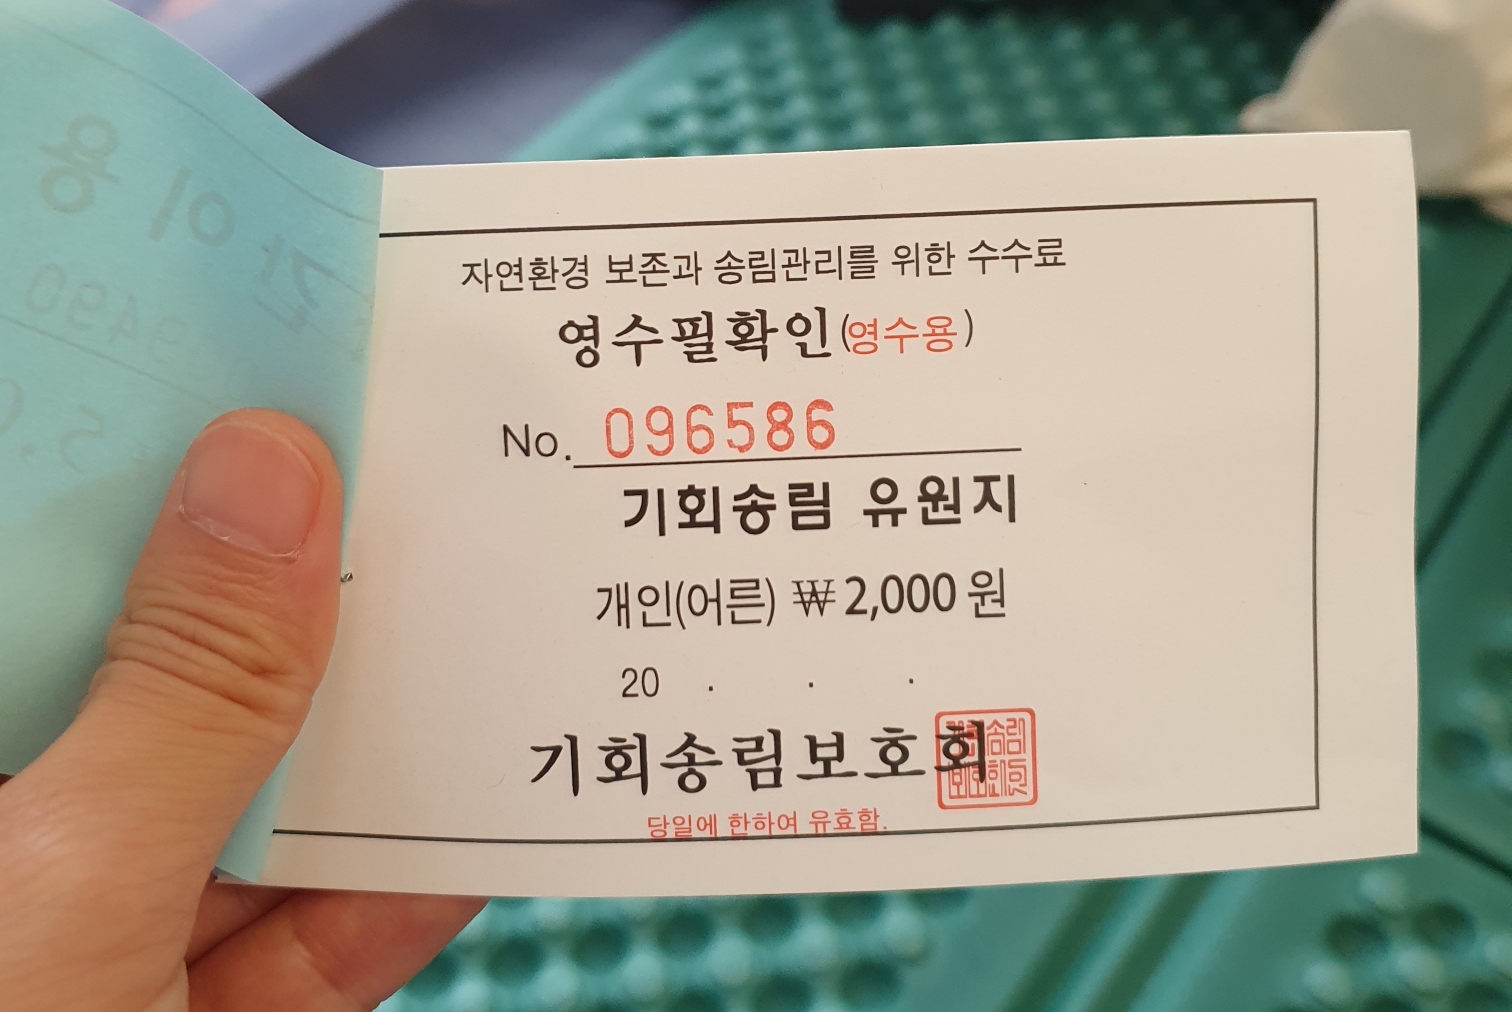 자연환경 보존과 송림관리를 위한 수수료
영수필확인(영수용)
No. 096586
기회송림 유원지
개인(어른) ₩2,000원
20 . . .
기회송림보호회
당일에 한하여 유효함.